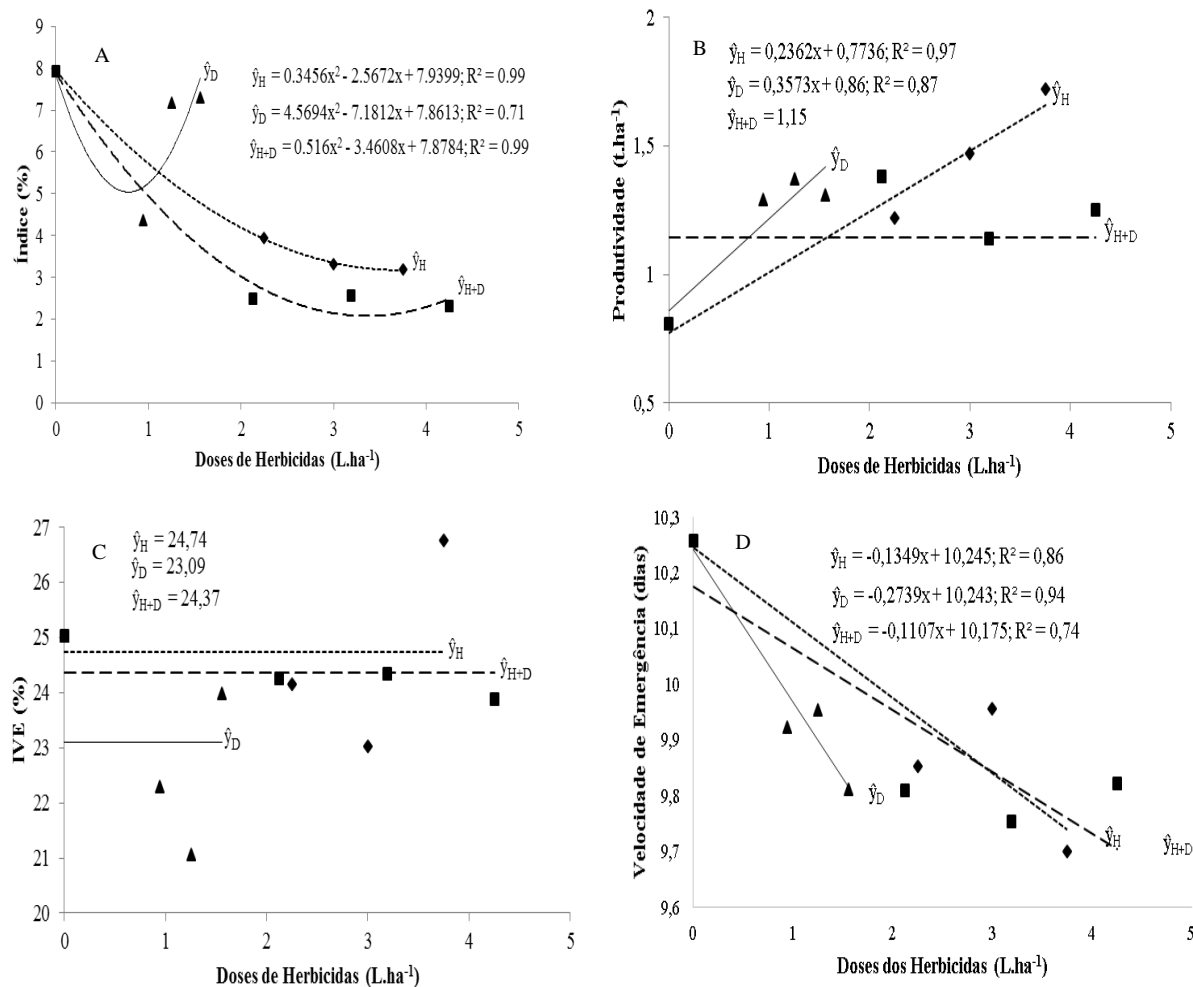 A
ŷH = 0.3456x² - 2.5672x + 7.9399; R² = 0.99
ŷD = 4.5694x² - 7.1812x + 7.8613; R² = 0.71
ŷH+D = 0.516x² - 3.4608x + 7.8784; R² = 0.99
ŷD
ŷH
ŷH+D
Índice (%)
9
8
7
6
5
4
3
2
1
0
0 1 2 3 4 5
Doses de Herbicidas (L.ha⁻¹)
B
ŷH = 0,2362x + 0,7736; R² = 0,97
ŷD = 0,3573x + 0,86; R² = 0,87
ŷH+D = 1,15
ŷH
ŷD
ŷH+D
Produtividade (t.ha⁻¹)
2
1,5
1
0,5
0 1 2 3 4 5
Doses de Herbicidas (L.ha⁻¹)
C
ŷH = 24,74
ŷD = 23,09
ŷH+D = 24,37
ŷH
ŷH+D
ŷD
IVE (%)
27
26
25
24
23
22
21
20
0 1 2 3 4 5
Doses de Herbicidas (L.ha⁻¹)
D
ŷH = -0,1349x + 10,245; R² = 0,86
ŷD = -0,2739x + 10,243; R² = 0,94
ŷH+D = -0,1107x + 10,175; R² = 0,74
ŷD
ŷH
ŷH+D
Velocidade de Emergência (dias)
10,3
10,2
10,1
10
9,9
9,8
9,7
9,6
0 1 2 3 4 5
Doses dos Herbicidas (L.ha⁻¹)